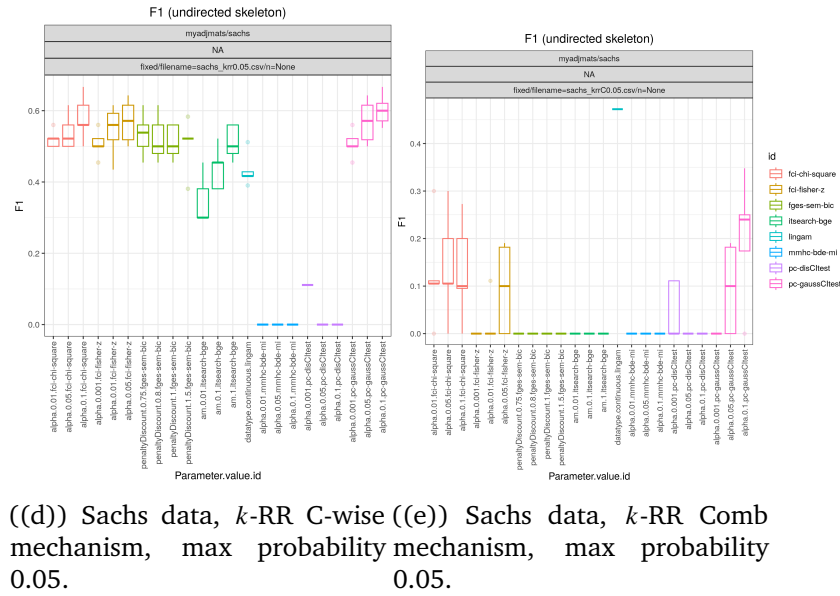 F1 (undirected skeleton)
myadjmats/sachs
NA
fixed/filename=sachs_krr0.05.csv/n=None
F1
0.6
0.4
0.2
0.0
alpha.0.01.fci-chi-square
alpha.0.05.fci-chi-square
alpha.0.1.fci-chi-square
alpha.0.001.fci-fisher-z
alpha.0.01.fci-fisher-z
alpha.0.05.fci-fisher-z
penaltyDiscount.0.75.fges-sem-bic
penaltyDiscount.0.8.fges-sem-bic
penaltyDiscount.1.fges-sem-bic
penaltyDiscount.1.5.fges-sem-bic
am.0.01.itsearch-bge
am.0.1.itsearch-bge
am.1.itsearch-bge
datatype.continuous.lingam
alpha.0.01.mmhc-bde-mi
alpha.0.05.mmhc-bde-mi
alpha.0.1.mmhc-bde-mi
alpha.0.001.pc-disCItest
alpha.0.05.pc-disCItest
alpha.0.1.pc-disCItest
alpha.0.001.pc-gaussCItest
alpha.0.05.pc-gaussCItest
alpha.0.1.pc-gaussCItest
Parameter.value.id
F1 (undirected skeleton)
myadjmats/sachs
NA
fixed/filename=sachs_krrC0.05.csv/n=None
F1
0.4
0.3
0.2
0.1
0.0
alpha.0.01.fci-chi-square
alpha.0.05.fci-chi-square
alpha.0.1.fci-chi-square
alpha.0.001.fci-fisher-z
alpha.0.01.fci-fisher-z
alpha.0.05.fci-fisher-z
penaltyDiscount.0.75.fges-sem-bic
penaltyDiscount.0.8.fges-sem-bic
penaltyDiscount.1.fges-sem-bic
penaltyDiscount.1.5.fges-sem-bic
am.0.01.itsearch-bge
am.0.1.itsearch-bge
am.1.itsearch-bge
datatype.continuous.lingam
alpha.0.01.mmhc-bde-mi
alpha.0.05.mmhc-bde-mi
alpha.0.1.mmhc-bde-mi
alpha.0.001.pc-disCItest
alpha.0.05.pc-disCItest
alpha.0.1.pc-disCItest
alpha.0.001.pc-gaussCItest
alpha.0.05.pc-gaussCItest
alpha.0.1.pc-gaussCItest
Parameter.value.id
id
fci-chi-square
fci-fisher-z
fges-sem-bic
itsearch-bge
lingam
mmhc-bde-mi
pc-disCItest
pc-gaussCItest
((d)) Sachs data, k-RR C-wise
mechanism, max probability
0.05.
((e)) Sachs data, k-RR Comb
mechanism, max probability
0.05.